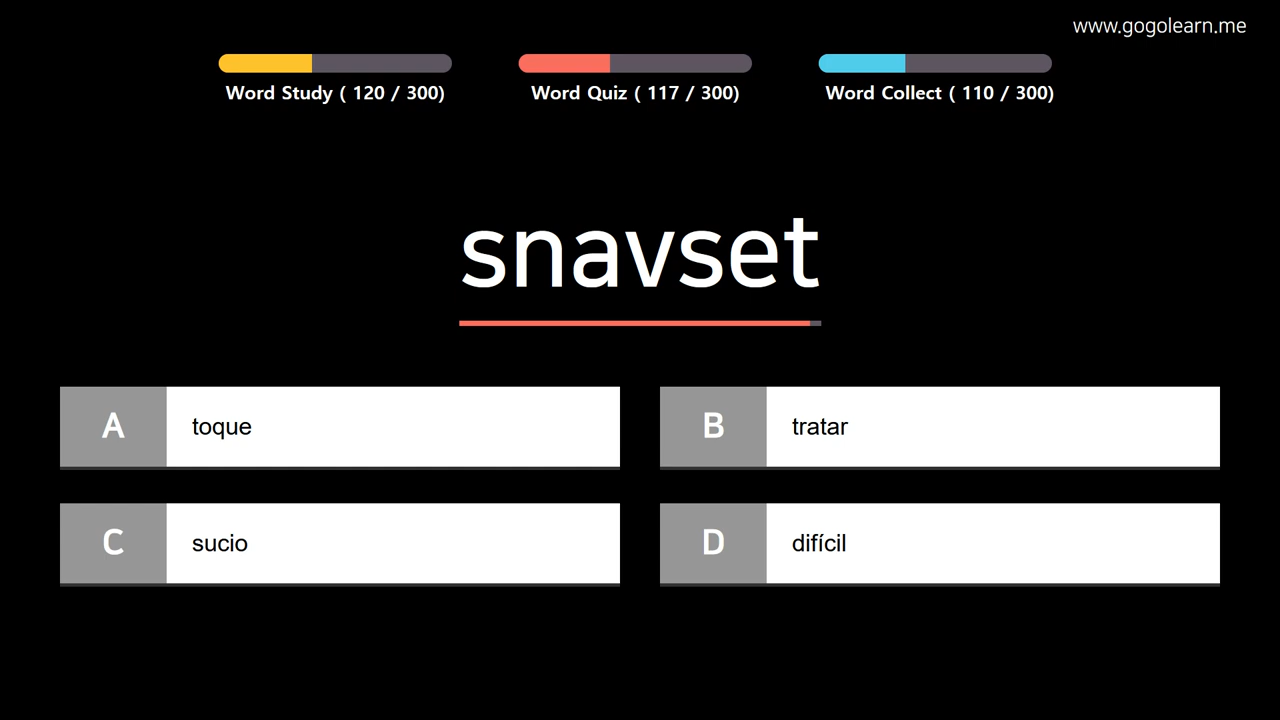 www.gogolearn.me
Word Study ( 120 / 300)
Word Quiz ( 117 / 300)
Word Collect ( 110 / 300)
snavset
A toque
B tratar
C sucio
D difícil